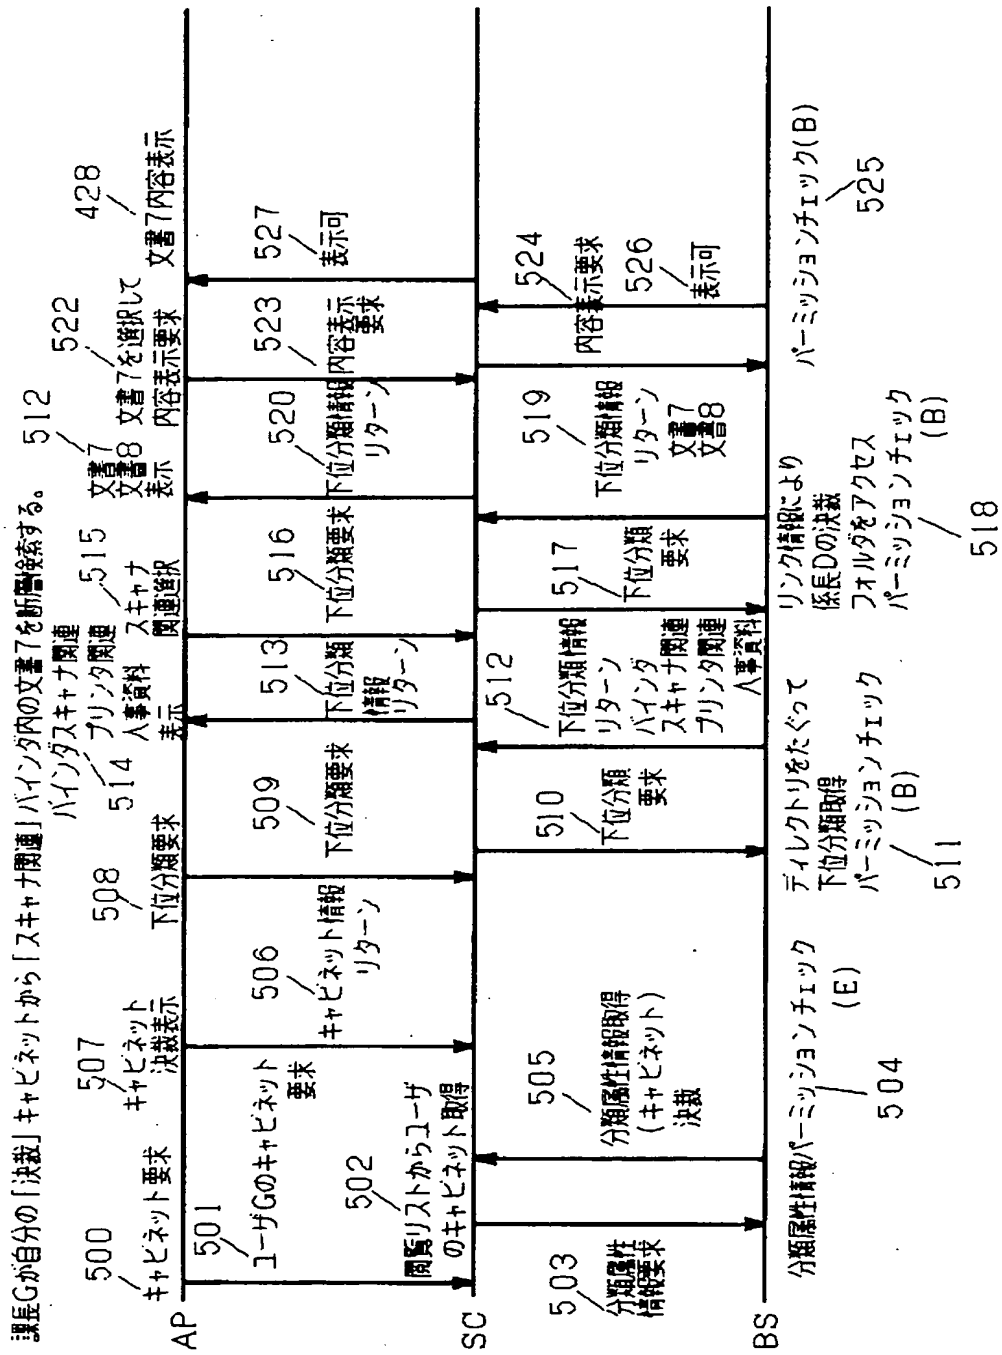 課長Gが自分の「決裁」キャビネットから「スキャナ関連」バインダ内の文書7を断層検索する。
AP
SC
BS
500
キャビネット要求
501
ユーザGのキャビネット
要求
502
閲覧リストからユーザ
のキャビネット取得
503
分類属性
情報要求
分類属性情報パーミッションチェック
(E)
504
505
分類属性情報取得
(キャビネット)
決裁
506
キャビネット情報
リターン
507
キャビネット
決裁表示
508
下位分類要求
509
下位分類要求
510
下位分類
要求
ディレクトリをたぐって
下位分類取得
パーミッションチェック
(B)
511
512
下位分類情報
リターン
バインダ
スキャナ関連
プリンタ関連
人事資料
513
下位分類
情報
リターン
514
バインダスキャナ関連
プリンタ関連
人事資料
表示
515
スキャナ
関連選択
516
下位分類要求
517
下位分類
要求
リンク情報により
係長Dの決裁
フォルダをアクセス
パーミッションチェック
(B)
518
519
下位分類情報
リターン
文書7
文書8
520
下位分類情報
リターン
512
文書7
文書8
表示
522
文書7を選択して
内容表示要求
523
内容表示
要求
524
内容表示要求
パーミッションチェック(B)
525
526
表示可
527
表示可
428
文書7内容表示